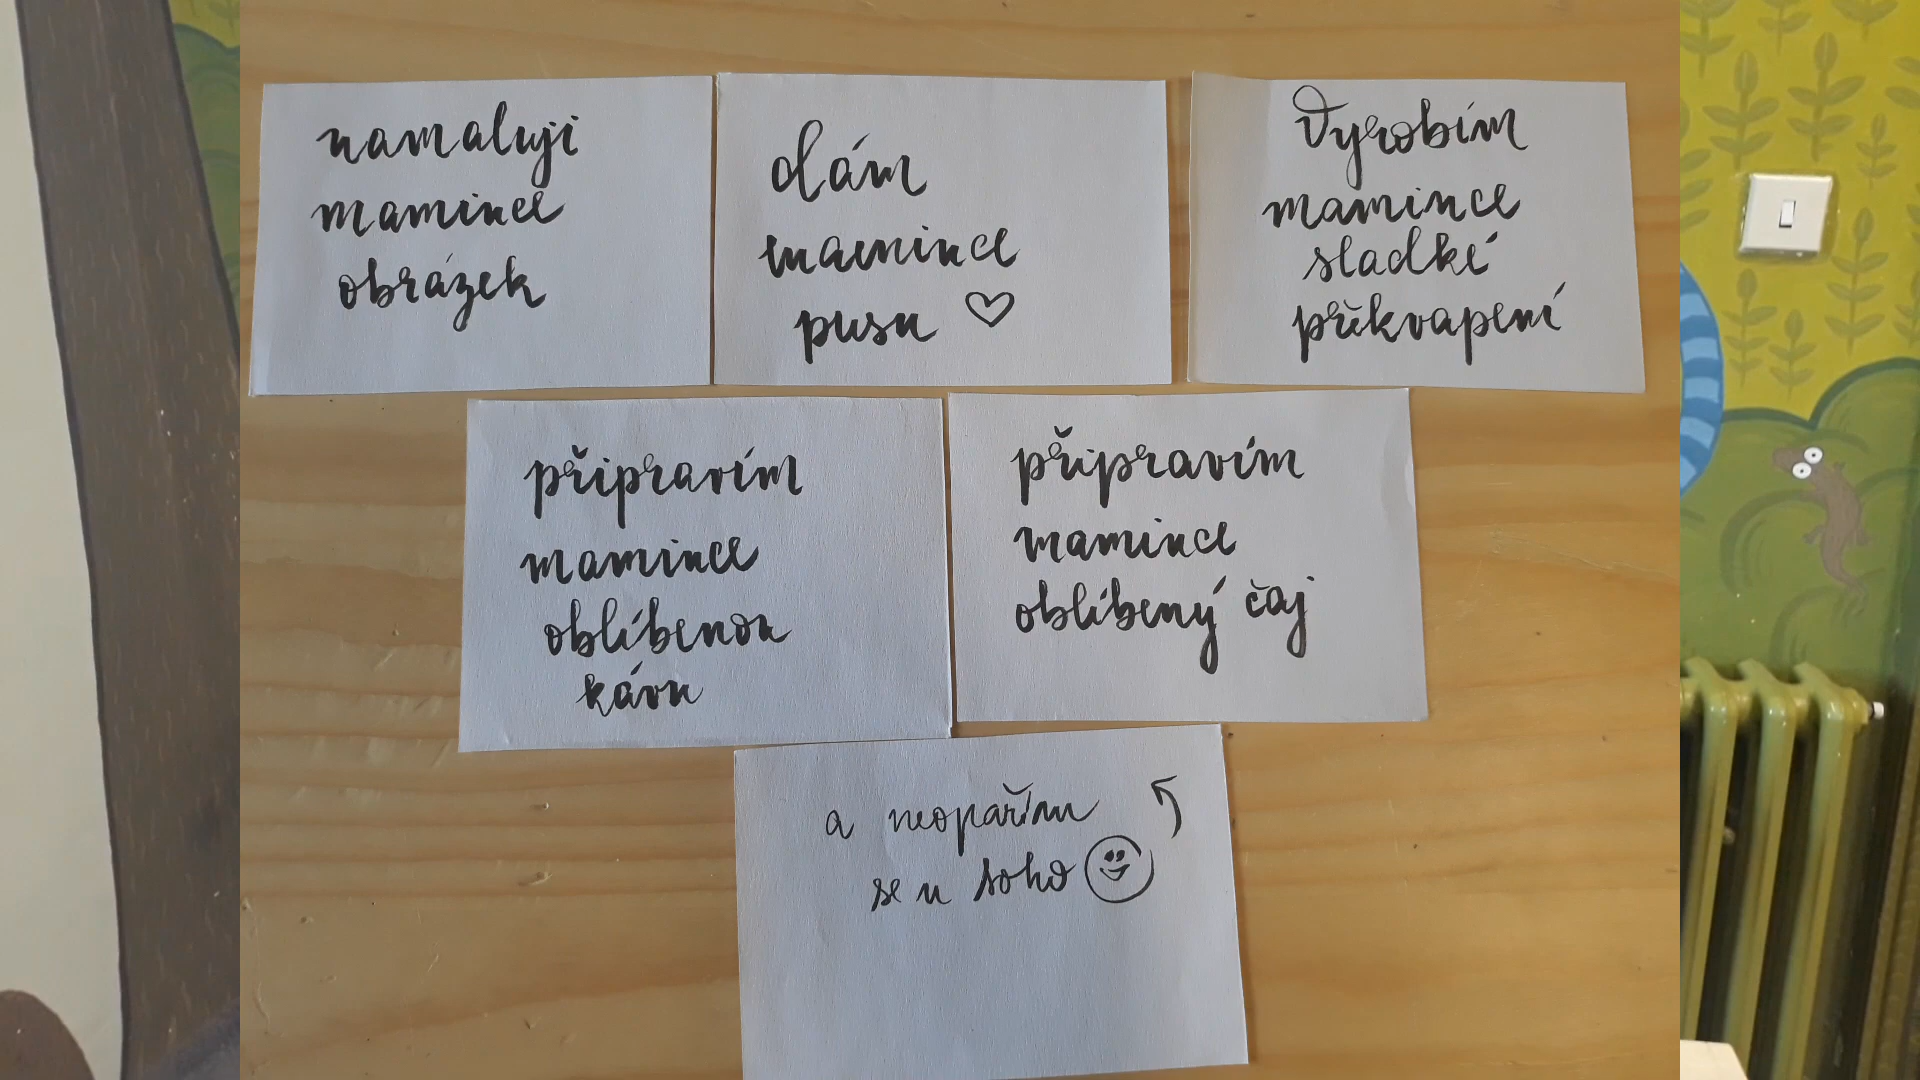 namaluji
mamince
obrázek
dám
mamince
pusu
Vyrobím
mamince
sladké
překvapení
připravím
mamince
oblíbenou
kávu
připravím
mamince
oblíbený čaj
a neopařím
se u toho